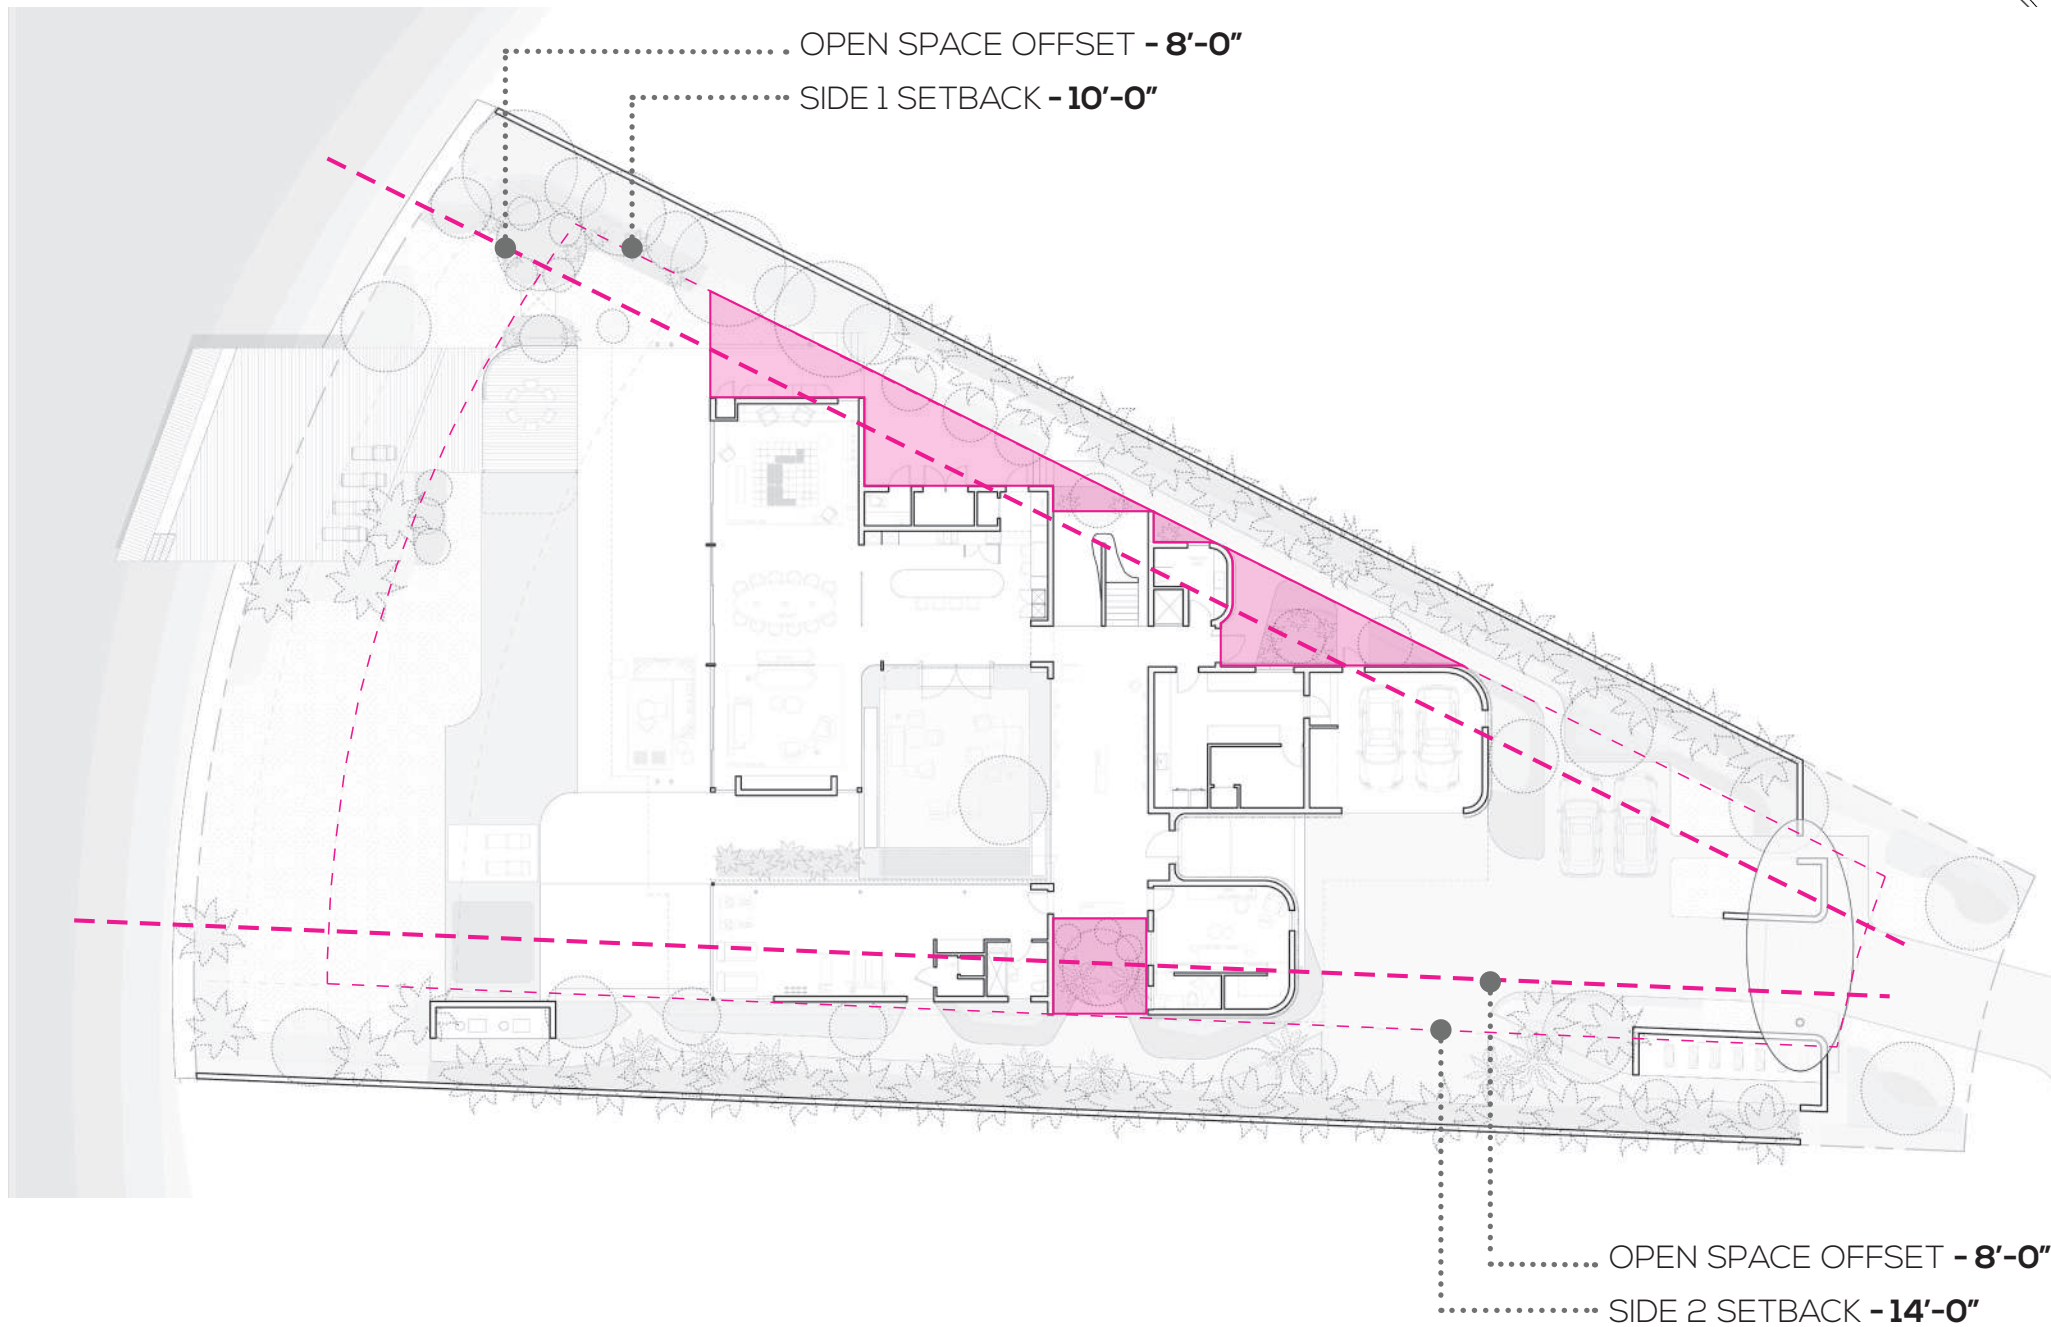 OPEN SPACE OFFSET - 8'-0"
SIDE 1 SETBACK - 10'-0"
OPEN SPACE OFFSET - 8'-0"
SIDE 2 SETBACK - 14'-0"